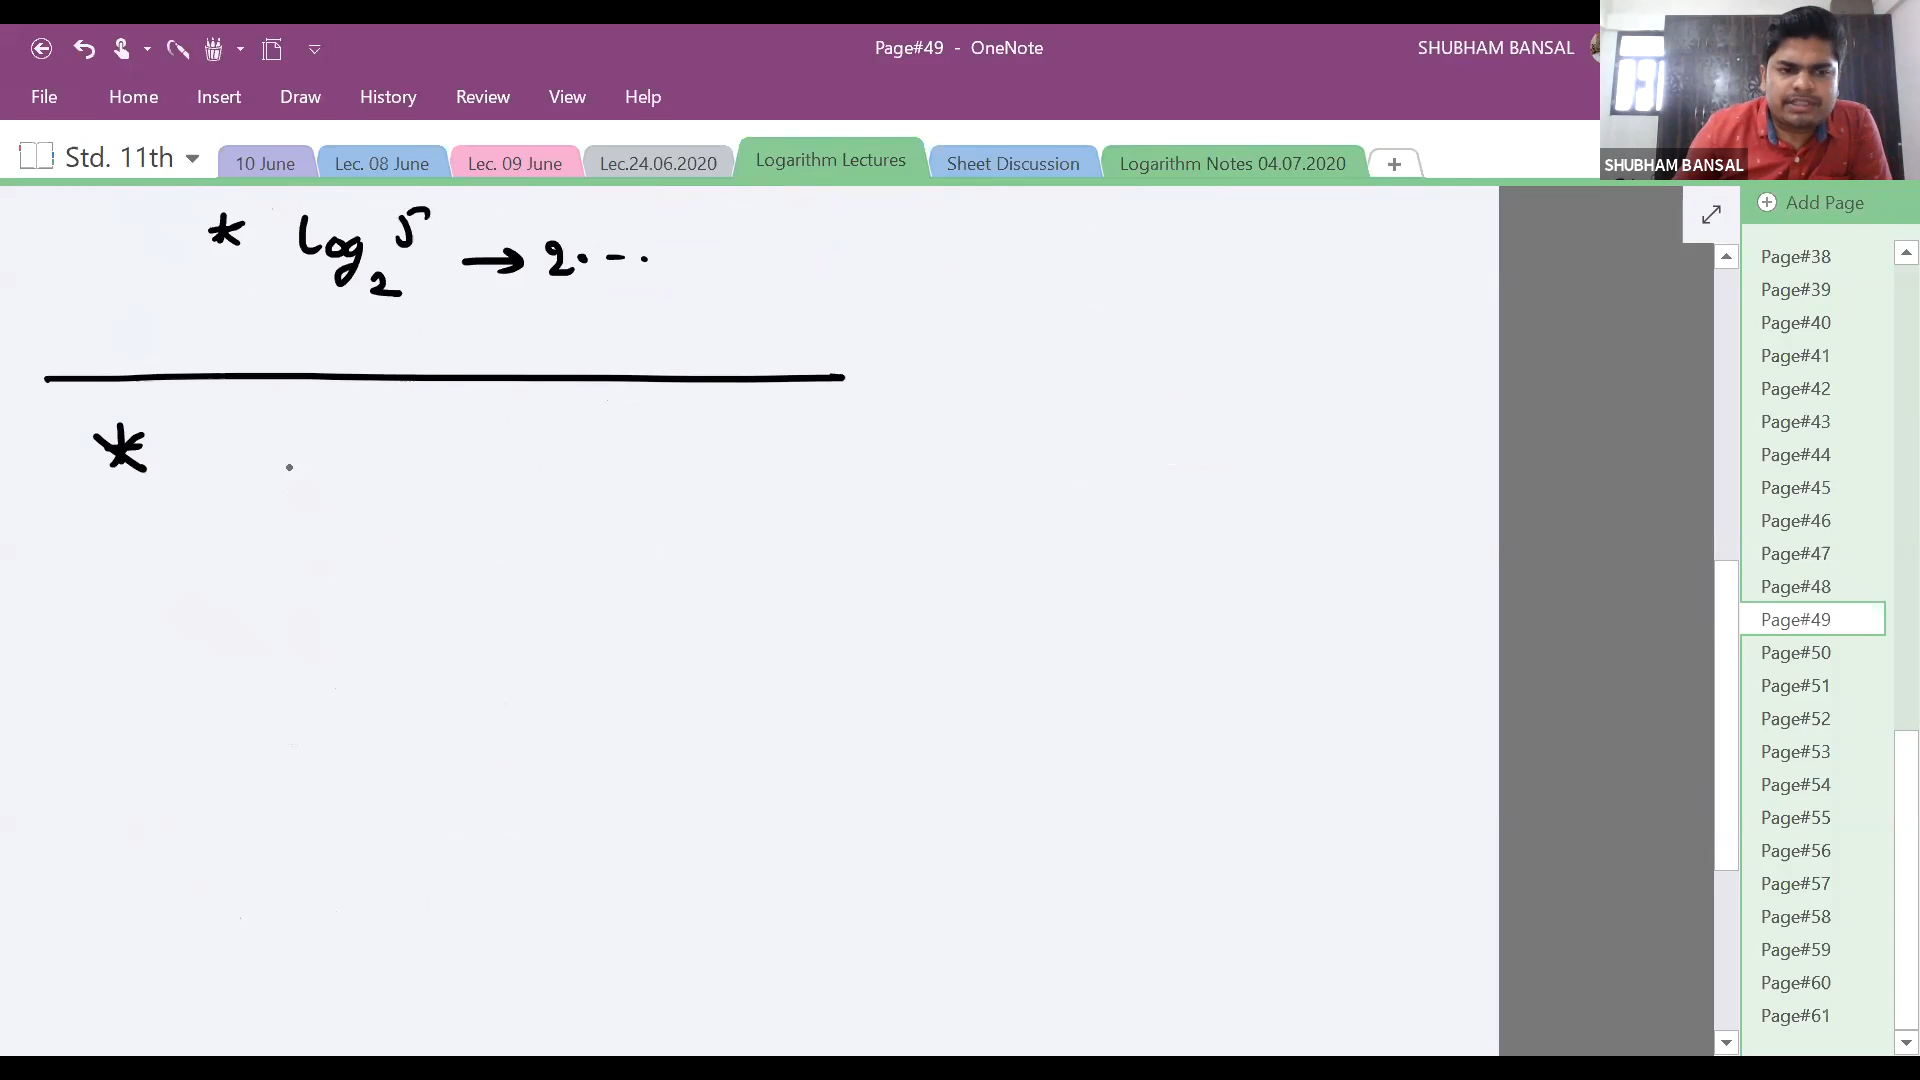 Page#49 - OneNote
SHUBHAM BANSAL
File Home Insert Draw History Review View Help
SHUBHAM BANSAL
Std. 11th
10 June Lec. 08 June Lec. 09 June Lec.24.06.2020 Logarithm Lectures Sheet Discussion Logarithm Notes 04.07.2020 +
Add Page
* log₂ 5 → 2.--.
*
Page#38
Page#39
Page#40
Page#41
Page#42
Page#43
Page#44
Page#45
Page#46
Page#47
Page#48
Page#49
Page#50
Page#51
Page#52
Page#53
Page#54
Page#55
Page#56
Page#57
Page#58
Page#59
Page#60
Page#61